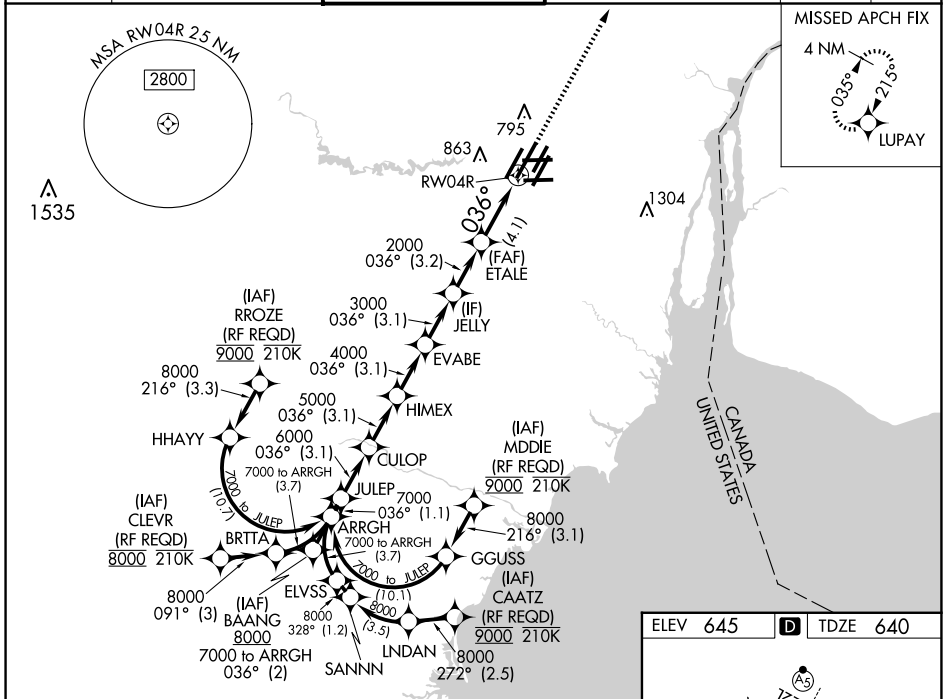 MSA RW04R 25 NM
2800
1535
MISSED APCH FIX
4 NM
035°
215°
LUPAY
795
863
RW04R
1304
036°
(4.1)
(FAF)
ETALE
2000
036° (3.2)
(IF)
JELLY
3000
036° (3.1)
EVABE
4000
036° (3.1)
HIMEX
5000
036° (3.1)
CULOP
6000
036° (3.1)
JULEP
(IAF)
RROZE
(RF REQD)
9000 210K
8000
216° (3.3)
HHAYY
7000 to JULEP
(10.7)
7000 to ARRGH
(3.7)
7000
036° (1.1)
ARRGH
7000 to ARRGH
(3.7)
(IAF)
MDDIE
(RF REQD)
9000 210K
8000
216° (3.1)
GGUSS
7000 to JULEP
(10.1)
(IAF)
CLEVR
(RF REQD)
8000 210K
BRTTA
8000
091° (3)
(IAF)
BAANG
8000
7000 to ARRGH
036° (2)
ELVSS
8000
328° (1.2)
SANNN
8000
(3.5)
LNDAN
(IAF)
CAATZ
(RF REQD)
9000 210K
8000
272° (2.5)
CANADA
UNITED STATES
ELEV 645 D TDZE 640
A5